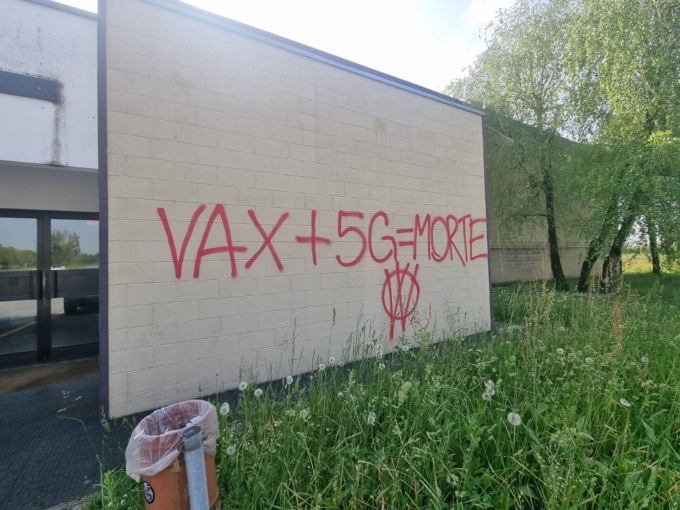 VAX + 5G = MORTE